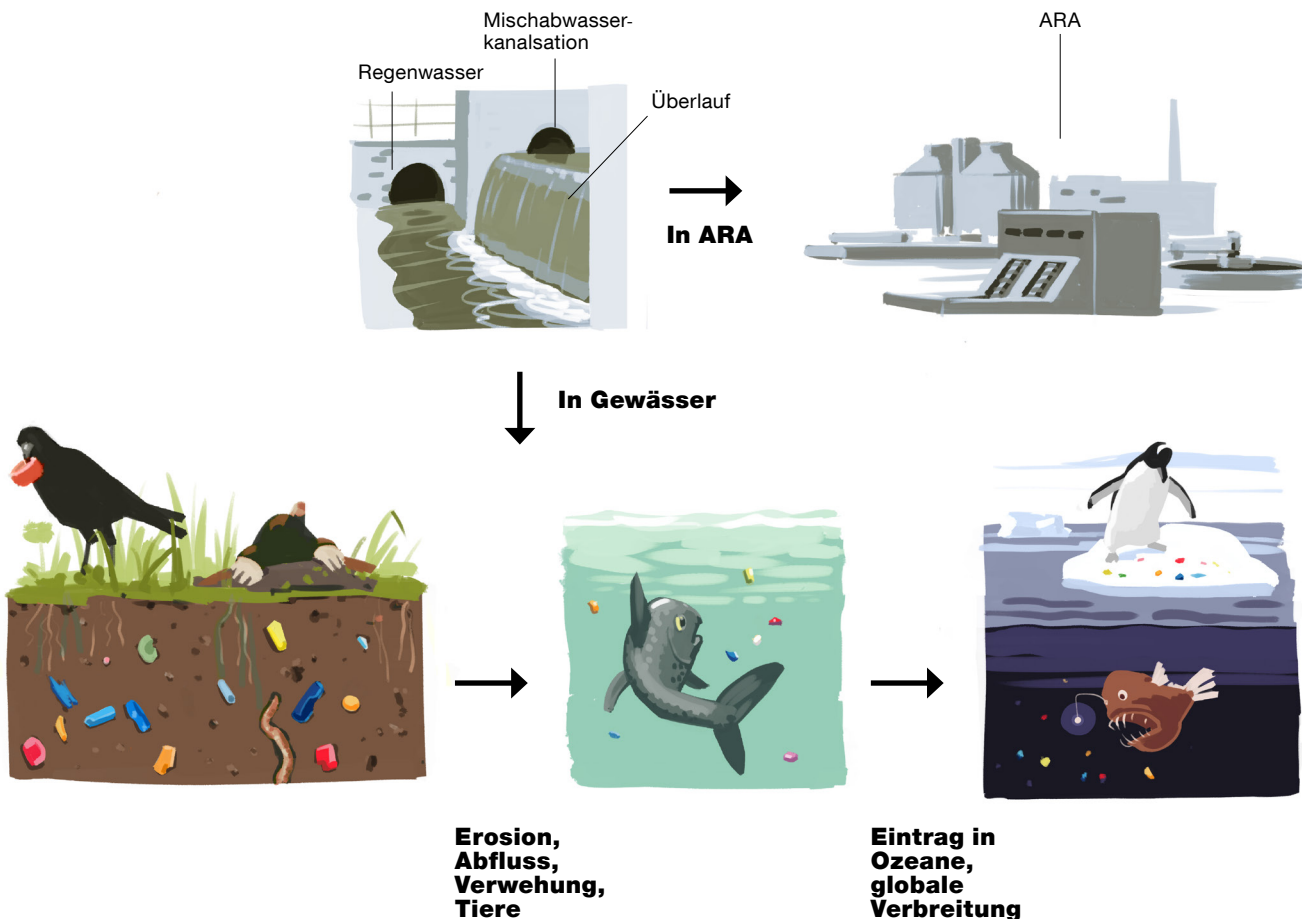 Mischabwasser-
kanalsation
ARA
Regenwasser
Überlauf
In ARA
In Gewässer
Erosion,
Abfluss,
Verwehung,
Tiere
Eintrag in
Ozeane,
globale
Verbreitung